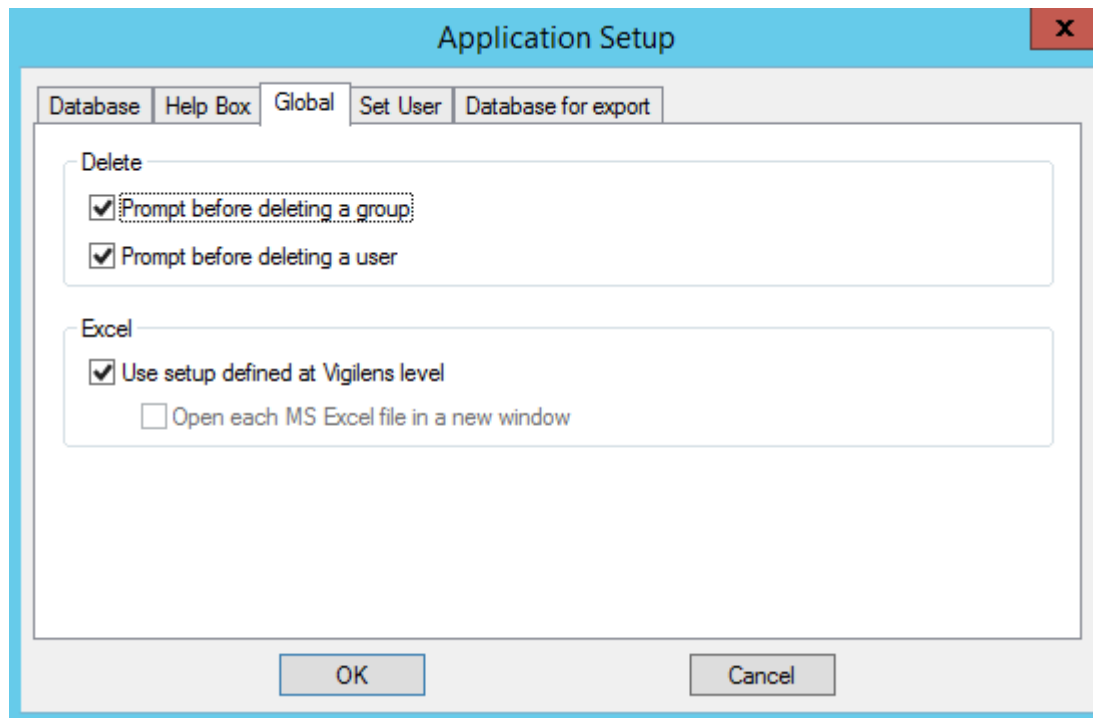 Application Setup
x
Database Help Box Global Set User Database for export
Delete
Prompt before deleting a group
Prompt before deleting a user
Excel
Use setup defined at Vigilens level
Open each MS Excel file in a new window
OK Cancel